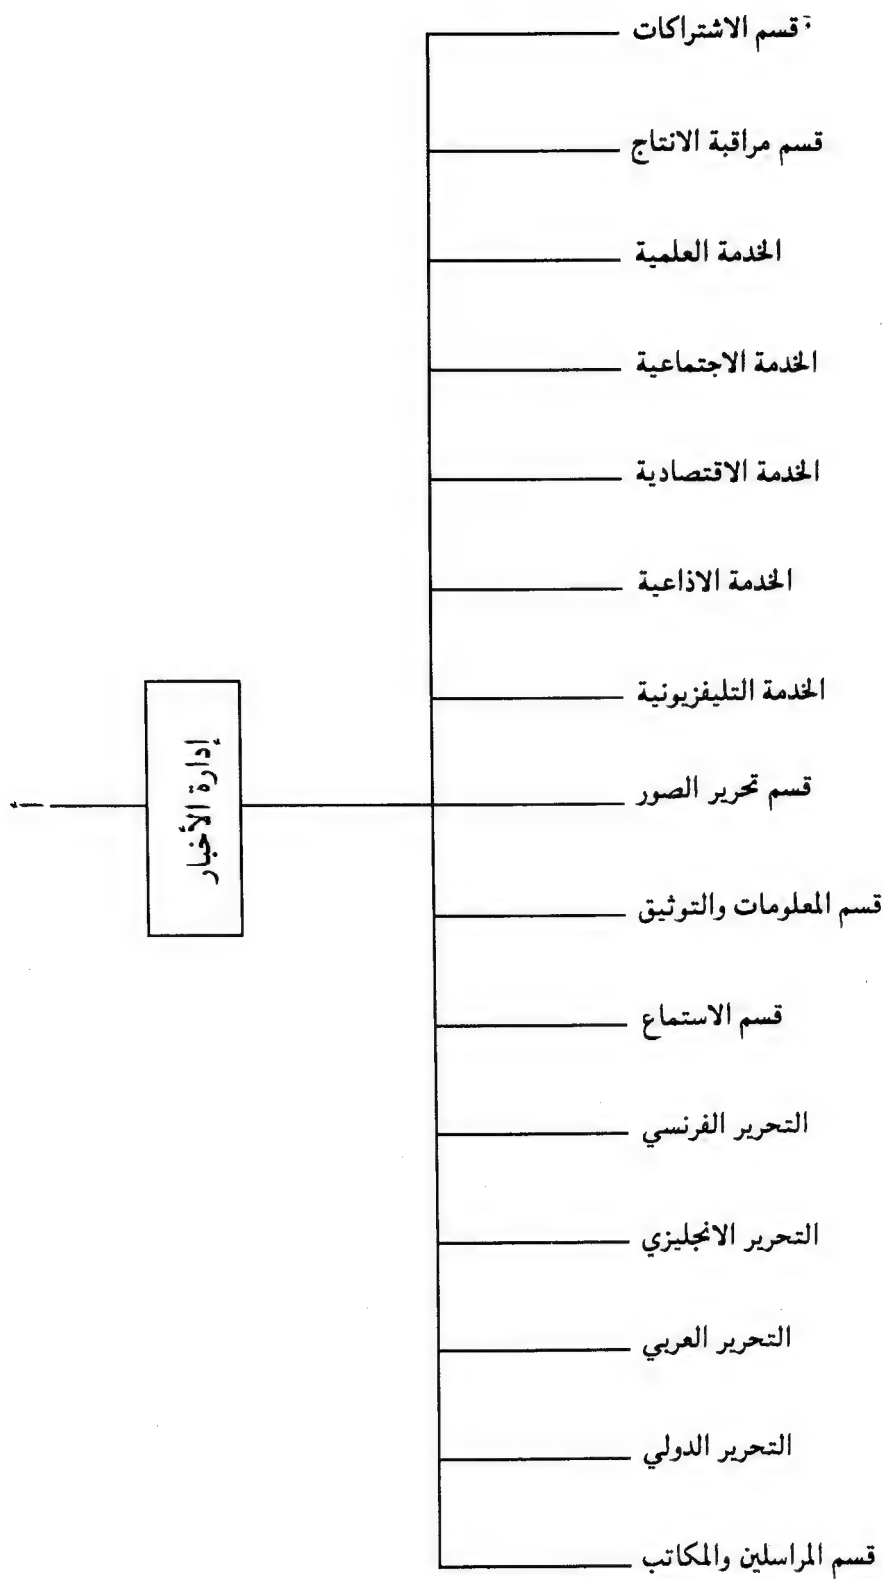 قسم الاشتراكات
قسم مراقبة الانتاج
الخدمة العلمية
الخدمة الاجتماعية
الخدمة الاقتصادية
الخدمة الاذاعية
الخدمة التليفزيونية
قسم تحرير الصور
قسم المعلومات والتوثيق
قسم الاستماع
التحرير الفرنسي
التحرير الانجليزي
التحرير العربي
التحرير الدولي
قسم المراسلين والمكاتب
إدارة الأخبار